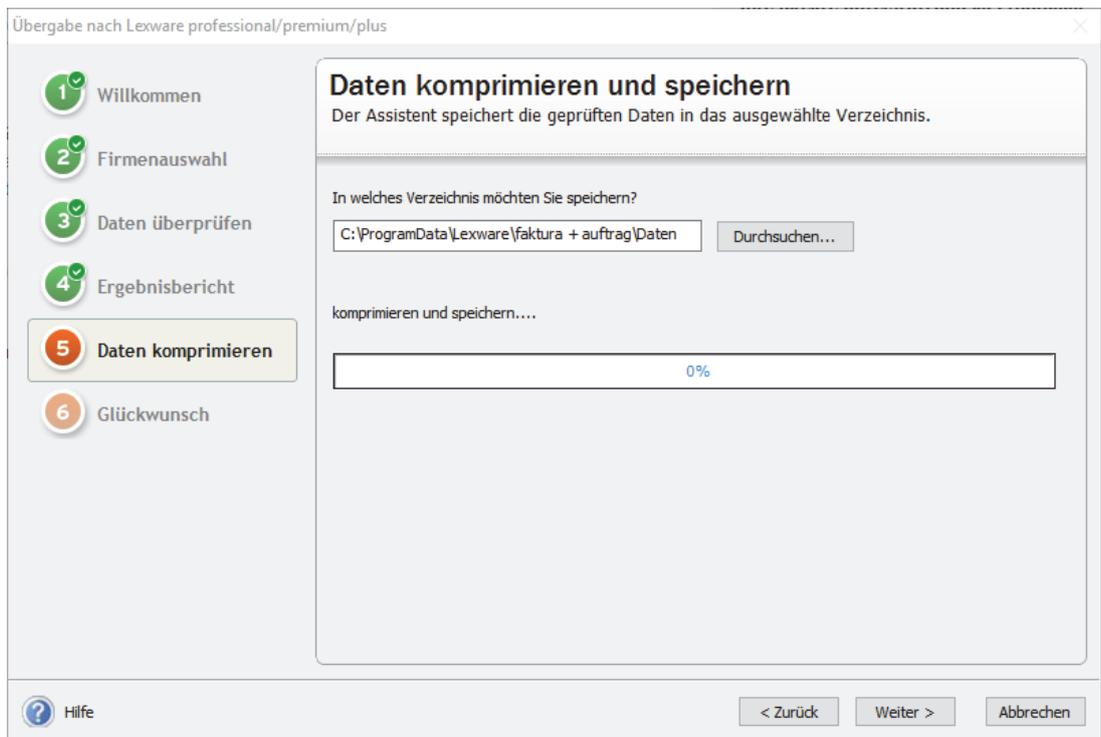 Übergabe nach Lexware professional/premium/plus
1 Willkommen
2 Firmenauswahl
3 Daten überprüfen
4 Ergebnisbericht
5 Daten komprimieren
6 Glückwunsch
Daten komprimieren und speichern
Der Assistent speichert die geprüften Daten in das ausgewählte Verzeichnis.
In welches Verzeichnis möchten Sie speichern?
C:\ProgramData\Lexware\faktura + auftrag\Daten
Durchsuchen...
komprimieren und speichern....
0%
? Hilfe
< Zurück
Weiter >
Abbrechen